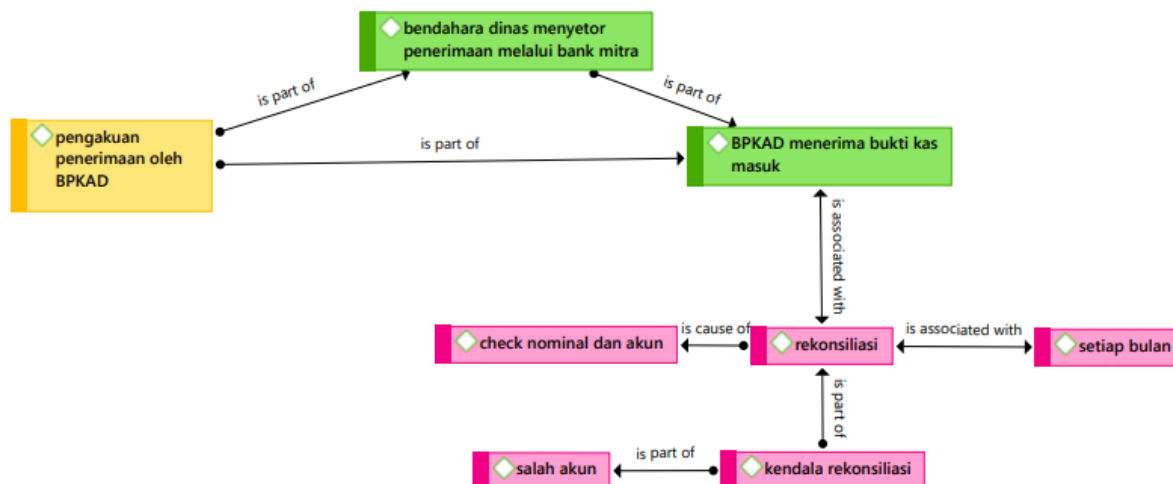 bendahara dinas menyetor
penerimaan melalui bank mitra
is part of
is part of
pengakuan
penerimaan oleh
BPKAD
is part of
BPKAD menerima bukti kas
masuk
is associated with
check nominal dan akun
is cause of
rekonsiliasi
is associated with
setiap bulan
is part of
salah akun
is part of
kendala rekonsiliasi